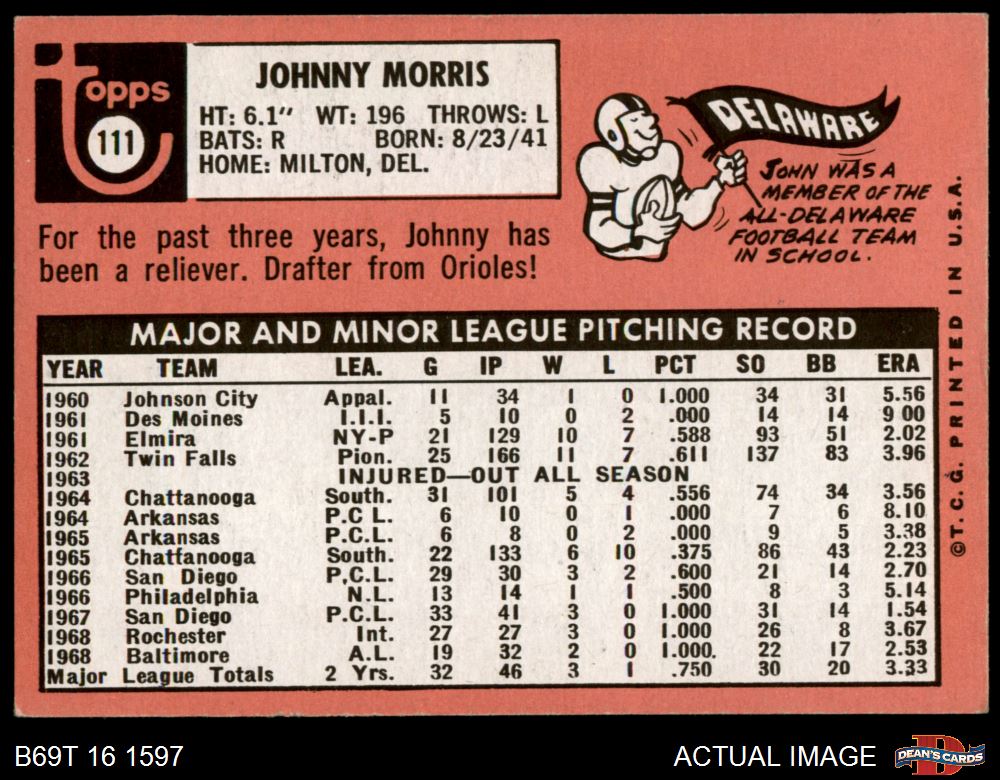 Topps
111
JOHNNY MORRIS
HT: 6.1" WT: 196 THROWS: L
BATS: R BORN: 8/23/41
HOME: MILTON, DEL.
For the past three years, Johnny has
been a reliever. Drafter from Orioles!
DELAWARE
JOHN WAS A
MEMBER OF THE
ALL-DELAWARE
FOOTBALL TEAM
IN SCHOOL.
MAJOR AND MINOR LEAGUE PITCHING RECORD
YEAR TEAM LEA. G IP W L PCT SO BB ERA
1960 Johnson City Appal. 11 34 1 0 1.000 34 31 5.56
1961 Des Moines I.I.I. 5 10 0 2 .000 14 14 9 00
1961 Elmira NY-P 21 129 10 7 .588 93 51 2.02
1962 Twin Falls Pion. 25 166 11 7 .611 137 83 3.96
1963 INJURED—OUT ALL SEASON
1964 Chattanooga South. 31 101 5 4 .556 74 34 3.56
1964 Arkansas P.C L. 6 10 0 1 .000 7 6 8.10
1965 Arkansas P.C.L. 6 8 0 2 .000 9 5 3.38
1965 Chattanooga South. 22 133 6 10 .375 86 43 2.23
1966 San Diego P.C.L. 29 30 3 2 .600 21 14 2.70
1966 Philadelphia N.L. 13 14 1 1 .500 8 3 5.14
1967 San Diego P.C.L. 33 41 3 0 1.000 31 14 1.54
1968 Rochester Int. 27 27 3 0 1.000 26 8 3.67
1968 Baltimore A.L. 19 32 2 0 1.000. 22 17 2.53
Major League Totals 2 Yrs. 32 46 3 1 .750 30 20 3.33
©T.C.G. PRINTED IN U.S.A.
B69T 16 1597
ACTUAL IMAGE
D
DEAN'S CARDS